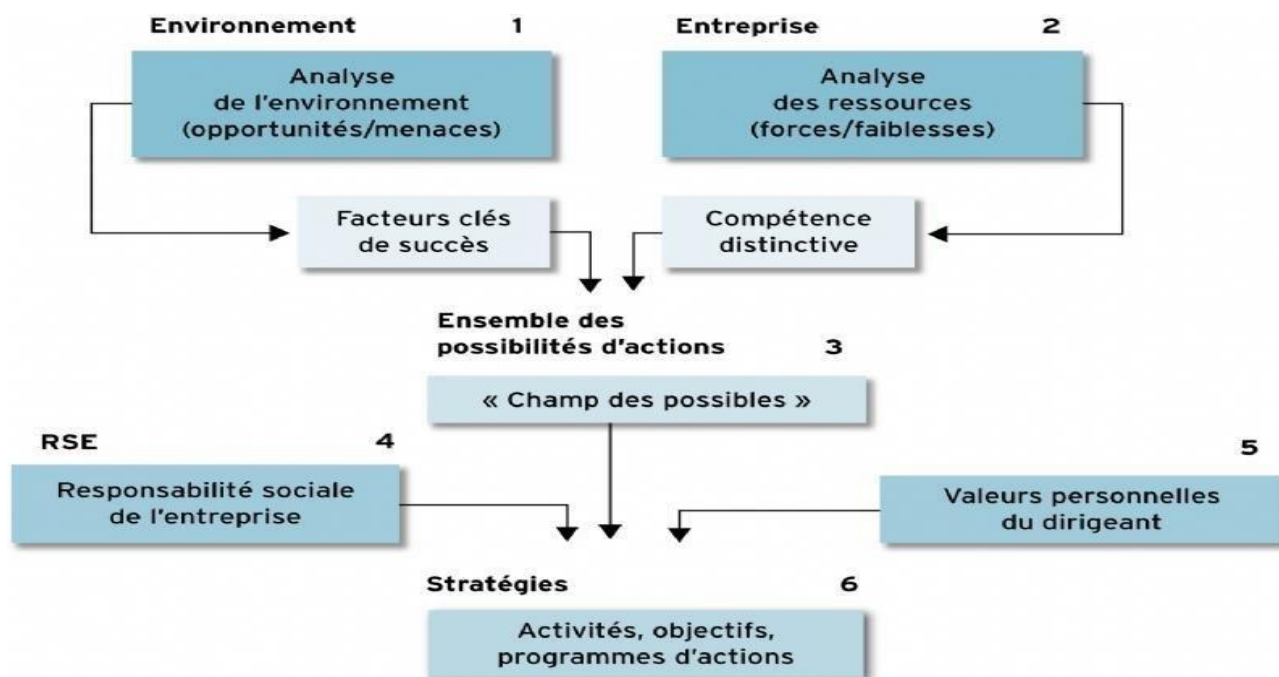 Environnement 1
Analyse
de l'environnement
(opportunités/menaces)
Entreprise 2
Analyse
des ressources
(forces/faiblesses)
Facteurs clés
de succès
Compétence
distinctive
Ensemble des
possibilités d'actions 3
« Champ des possibles »
RSE 4
Responsabilité sociale
de l'entreprise
5
Valeurs personnelles
du dirigeant
Stratégies 6
Activités, objectifs,
programmes d'actions